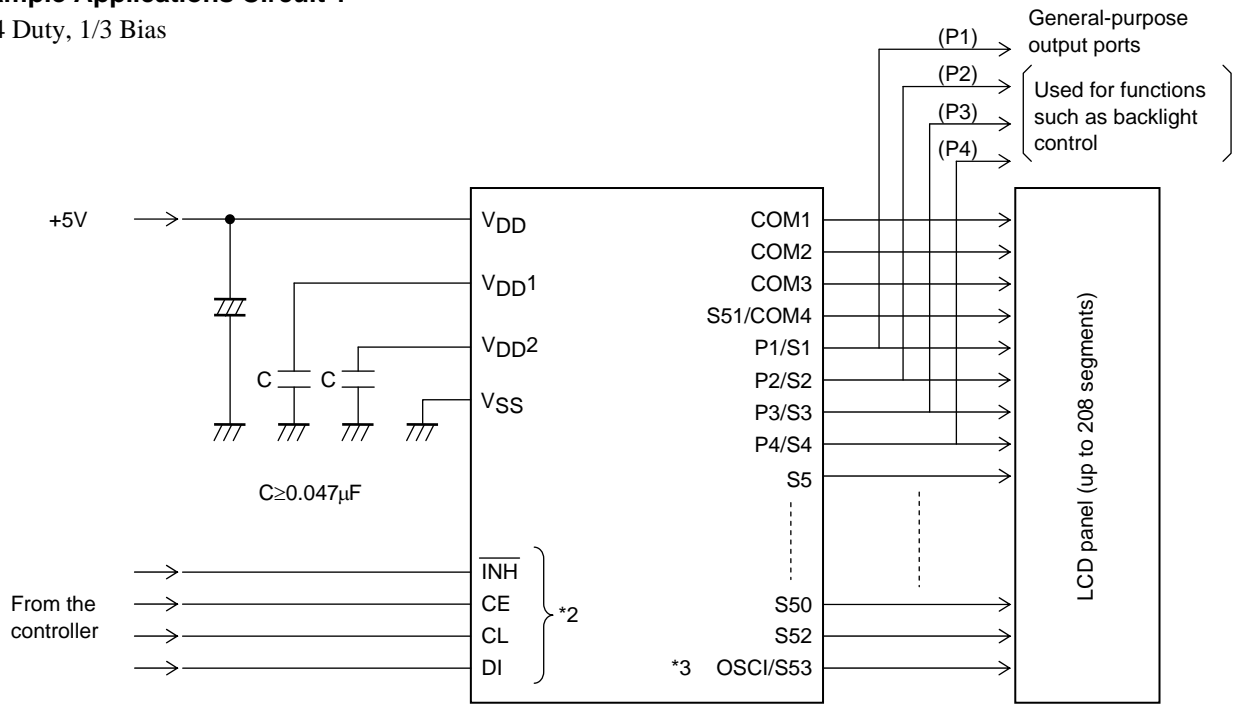 4 Duty, 1/3 Bias
General-purpose
output ports
(P1)
(P2)
(P3)
(P4)
Used for functions
such as backlight
control
+5V
VDD
VDD1
VDD2
VSS
C
C
C≥0.047μF
COM1
COM2
COM3
S51/COM4
P1/S1
P2/S2
P3/S3
P4/S4
S5
S50
S52
*3 OSCI/S53
LCD panel (up to 208 segments)
From the
controller
INH
CE
CL
DI
*2